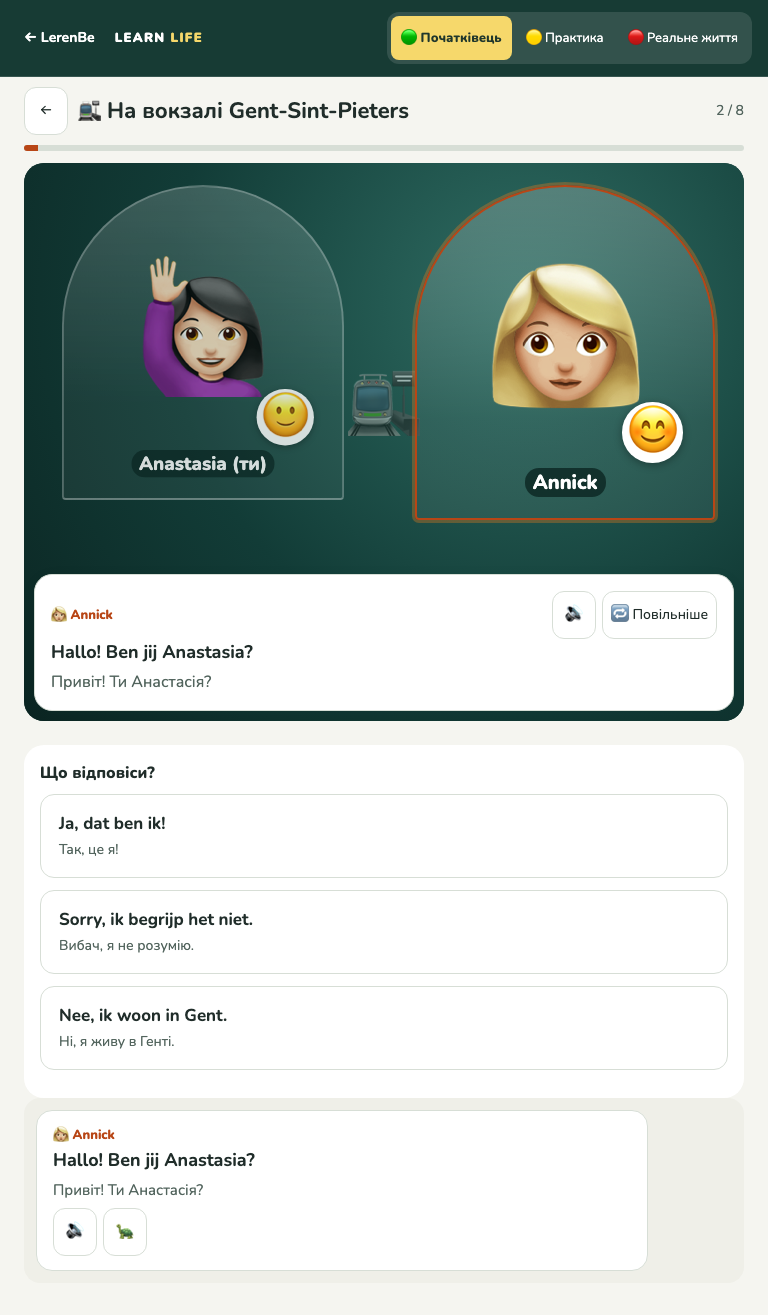 ← LerenBe LEARN LIFE Початківець Практика Реальне життя
← На вокзалі Gent-Sint-Pieters 2 / 8
Anastasia (ти)
Annick
Annick Повільніше
Hallo! Ben jij Anastasia?
Привіт! Ти Анастасія?
Що відповіси?
Ja, dat ben ik!
Так, це я!
Sorry, ik begrijp het niet.
Вибач, я не розумію.
Nee, ik woon in Gent.
Ні, я живу в Генті.
Annick
Hallo! Ben jij Anastasia?
Привіт! Ти Анастасія?